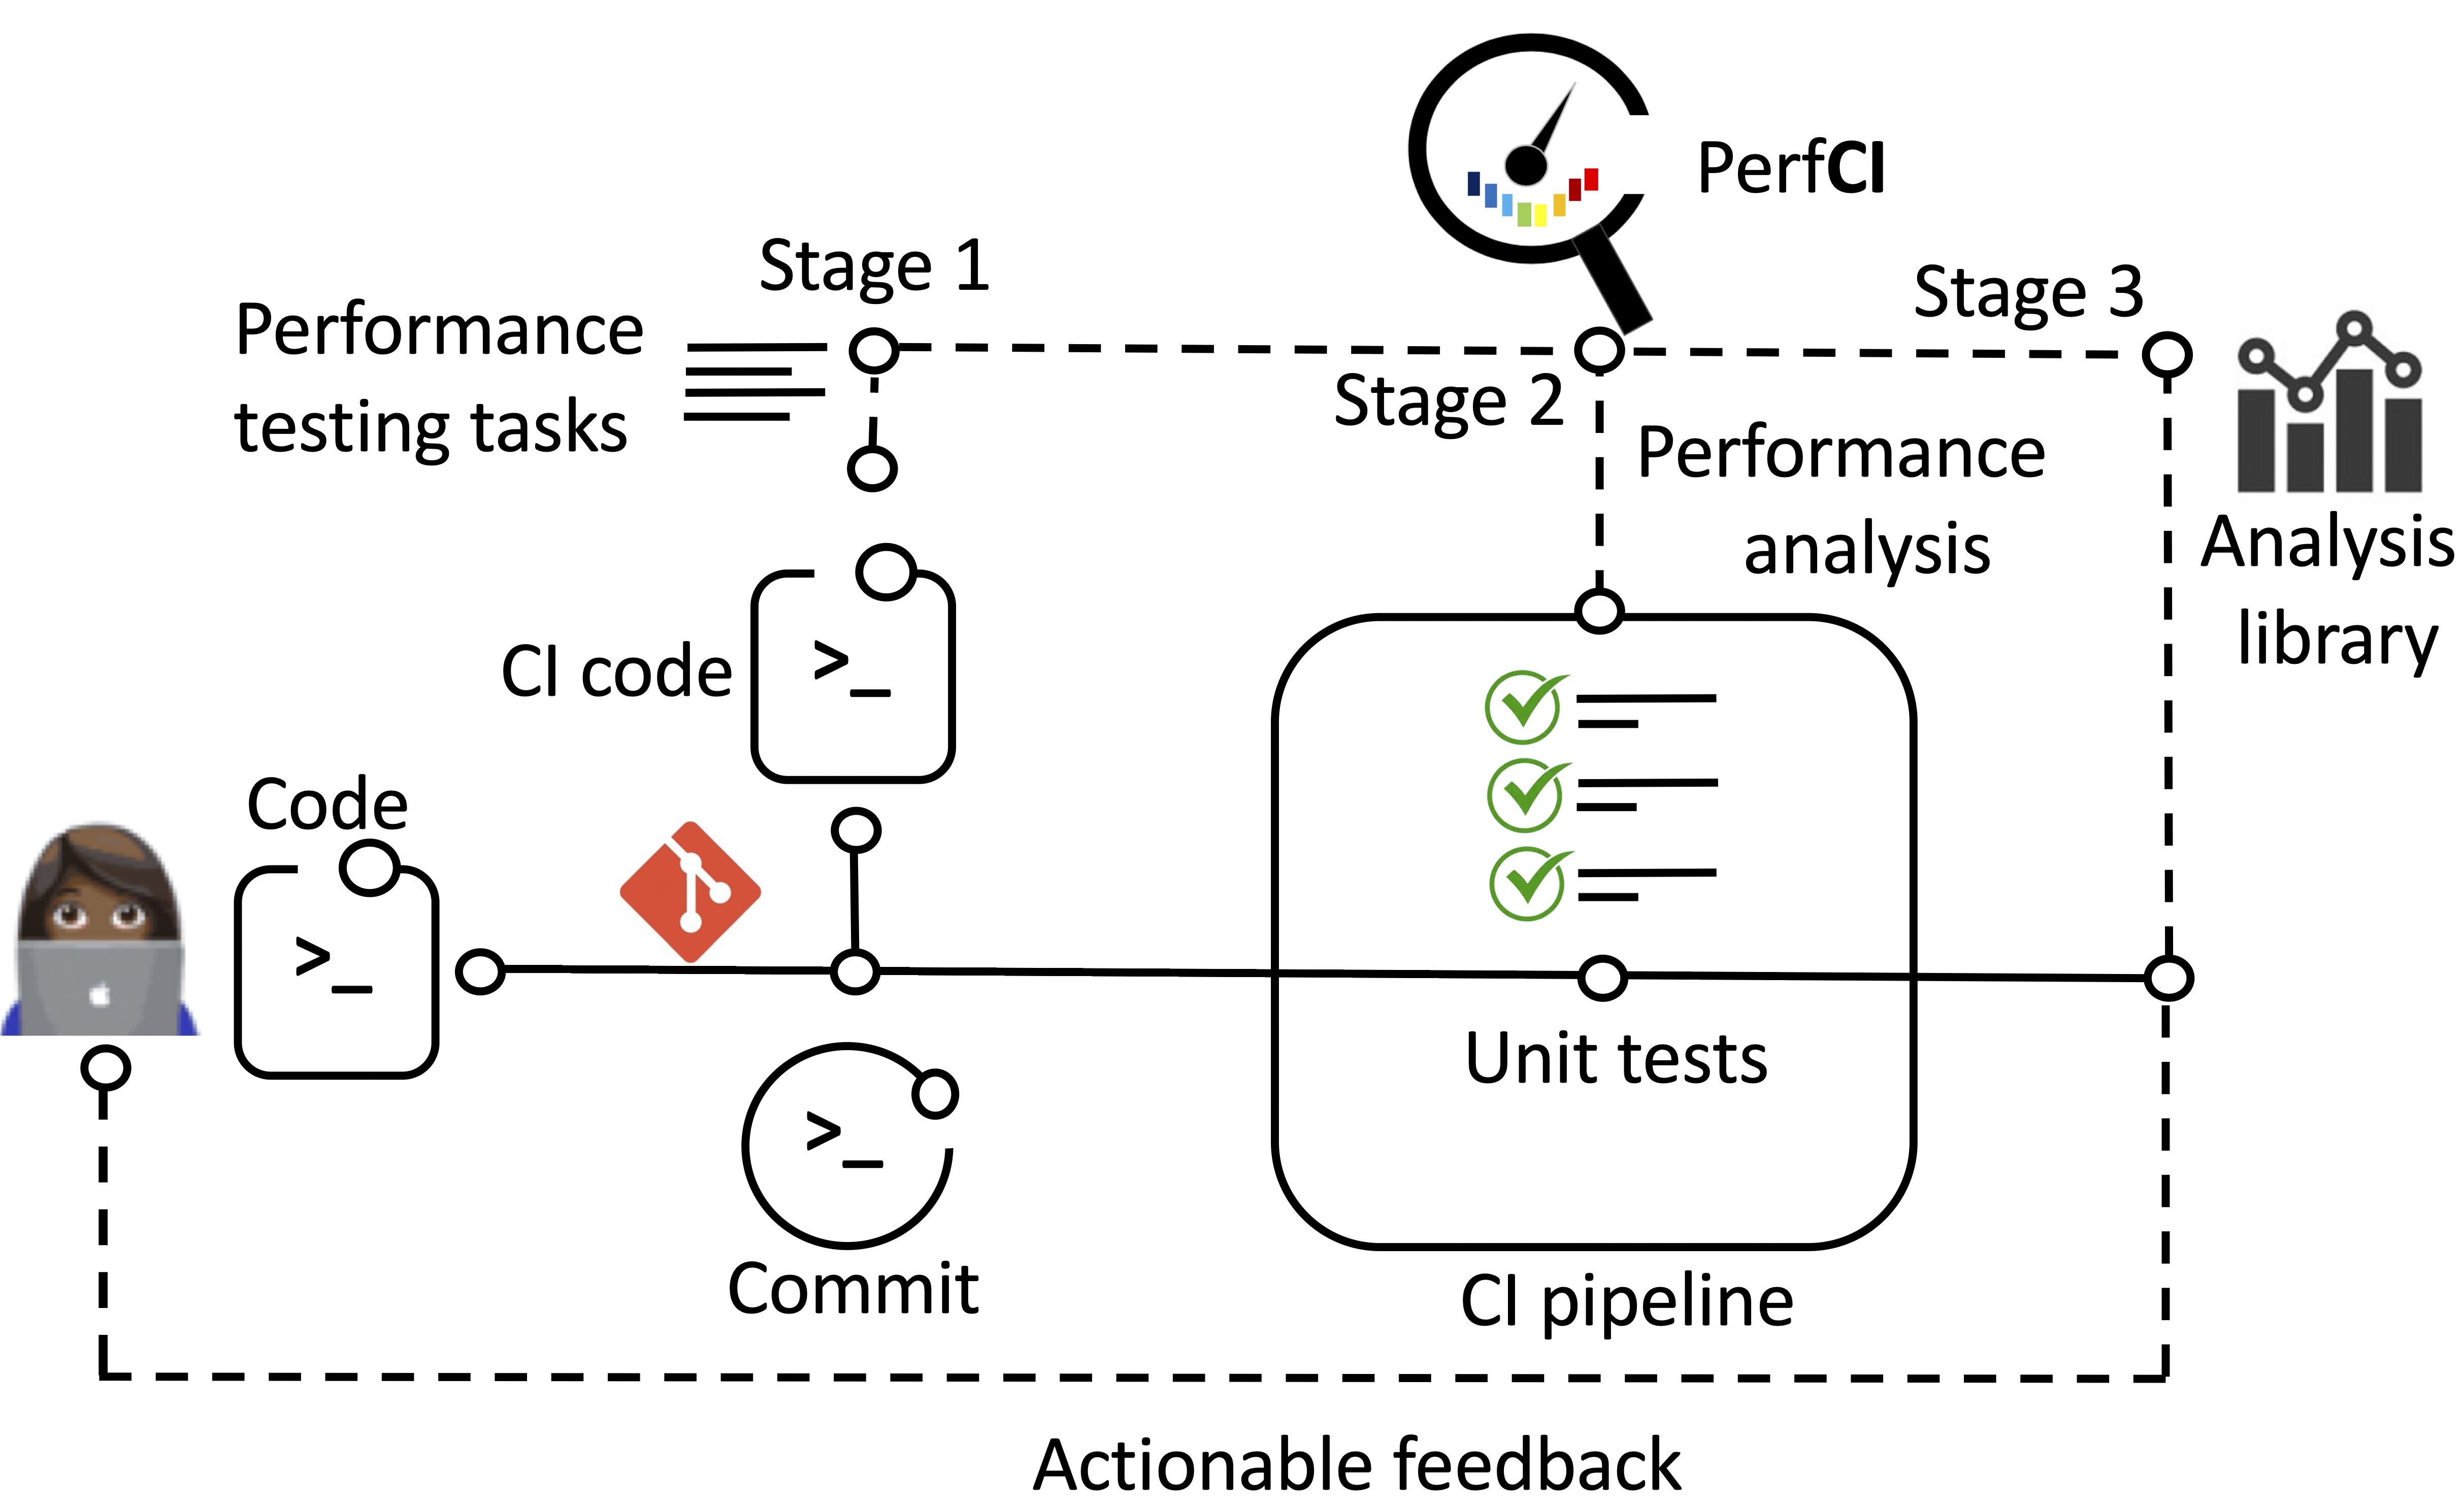 PerfCI
Stage 1
Stage 3
Performance
testing tasks
Stage 2
Performance
analysis
Analysis
library
CI code
>_
Code
>_
Unit tests
>_
Commit
CI pipeline
Actionable feedback